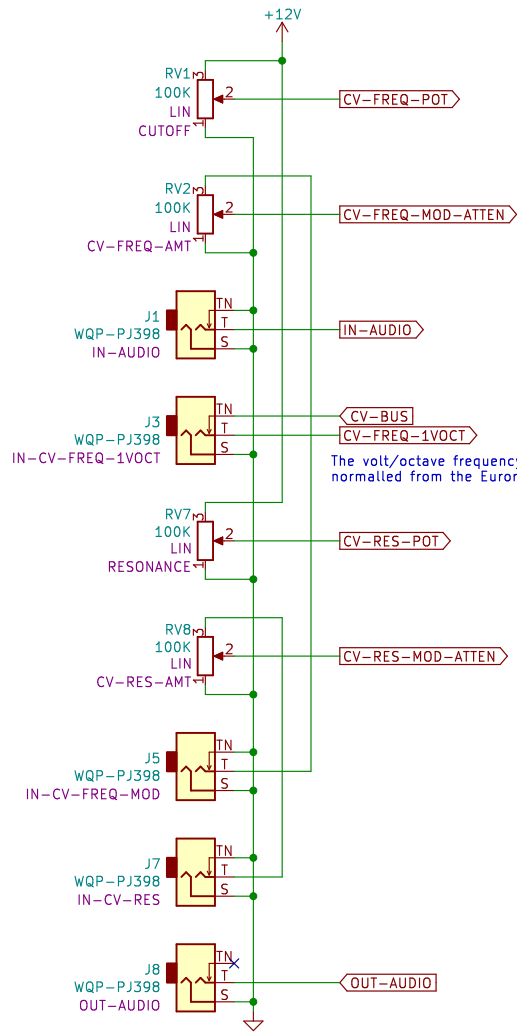 +12V
RV1
100K
LIN
CUTOFF
3
2
1
CV-FREQ-POT
RV2
100K
LIN
CV-FREQ-AMT
3
2
1
CV-FREQ-MOD-ATTEN
J1
WQP-PJ398
IN-AUDIO
TN
T
S
IN-AUDIO
J3
WQP-PJ398
IN-CV-FREQ-1VOCT
TN
T
S
CV-BUS
CV-FREQ-1VOCT
The volt/octave frequency
normalled from the Euror
RV7
100K
LIN
RESONANCE
3
2
1
CV-RES-POT
RV8
100K
LIN
CV-RES-AMT
3
2
1
CV-RES-MOD-ATTEN
J5
WQP-PJ398
IN-CV-FREQ-MOD
TN
T
S
J7
WQP-PJ398
IN-CV-RES
TN
T
S
J8
WQP-PJ398
OUT-AUDIO
TN
T
S
OUT-AUDIO